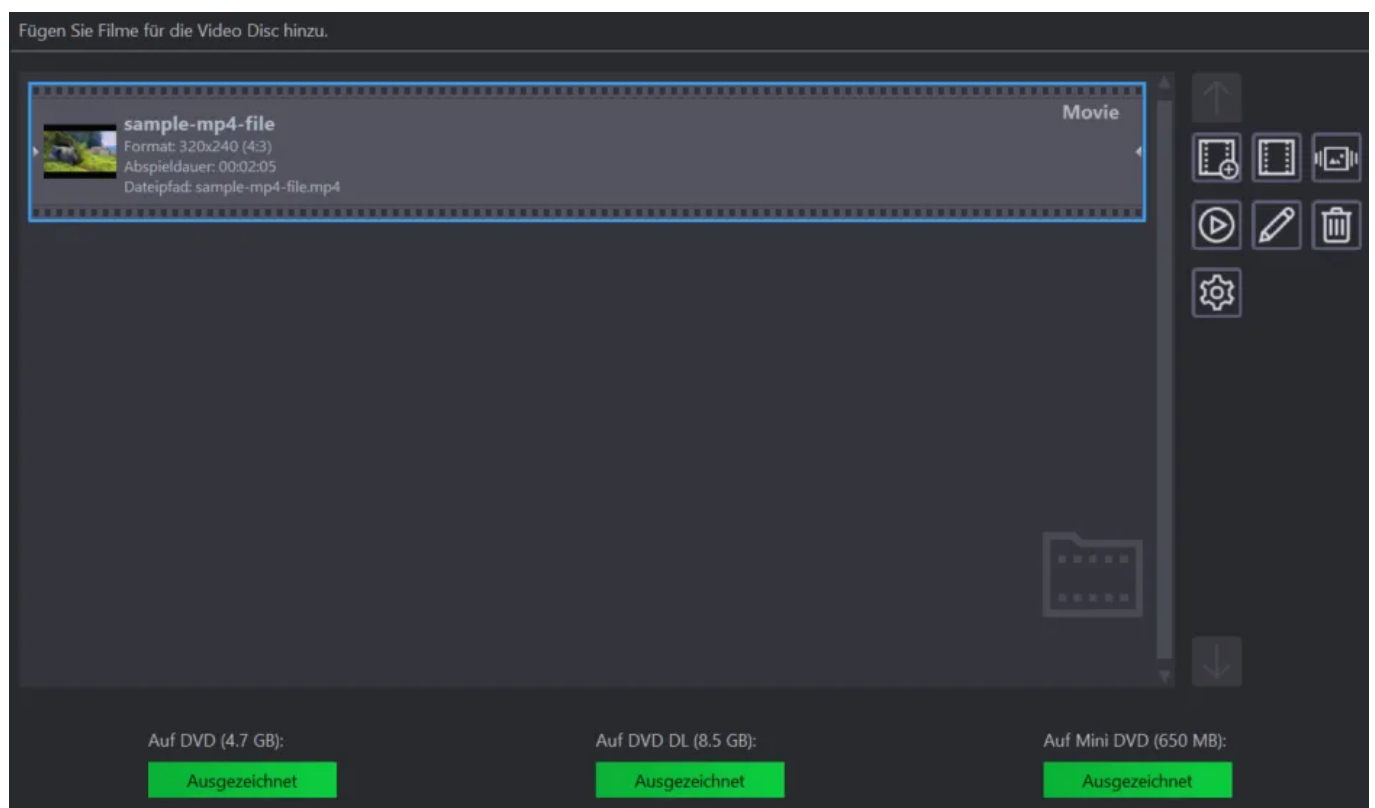 Fügen Sie Filme für die Video Disc hinzu.
Movie
sample-mp4-file
Format: 320x240 (4:3)
Abspieldauer: 00:02:05
Dateipfad: sample-mp4-file.mp4
Auf DVD (4.7 GB):
Auf DVD DL (8.5 GB):
Auf Mini DVD (650 MB):
Ausgezeichnet
Ausgezeichnet
Ausgezeichnet